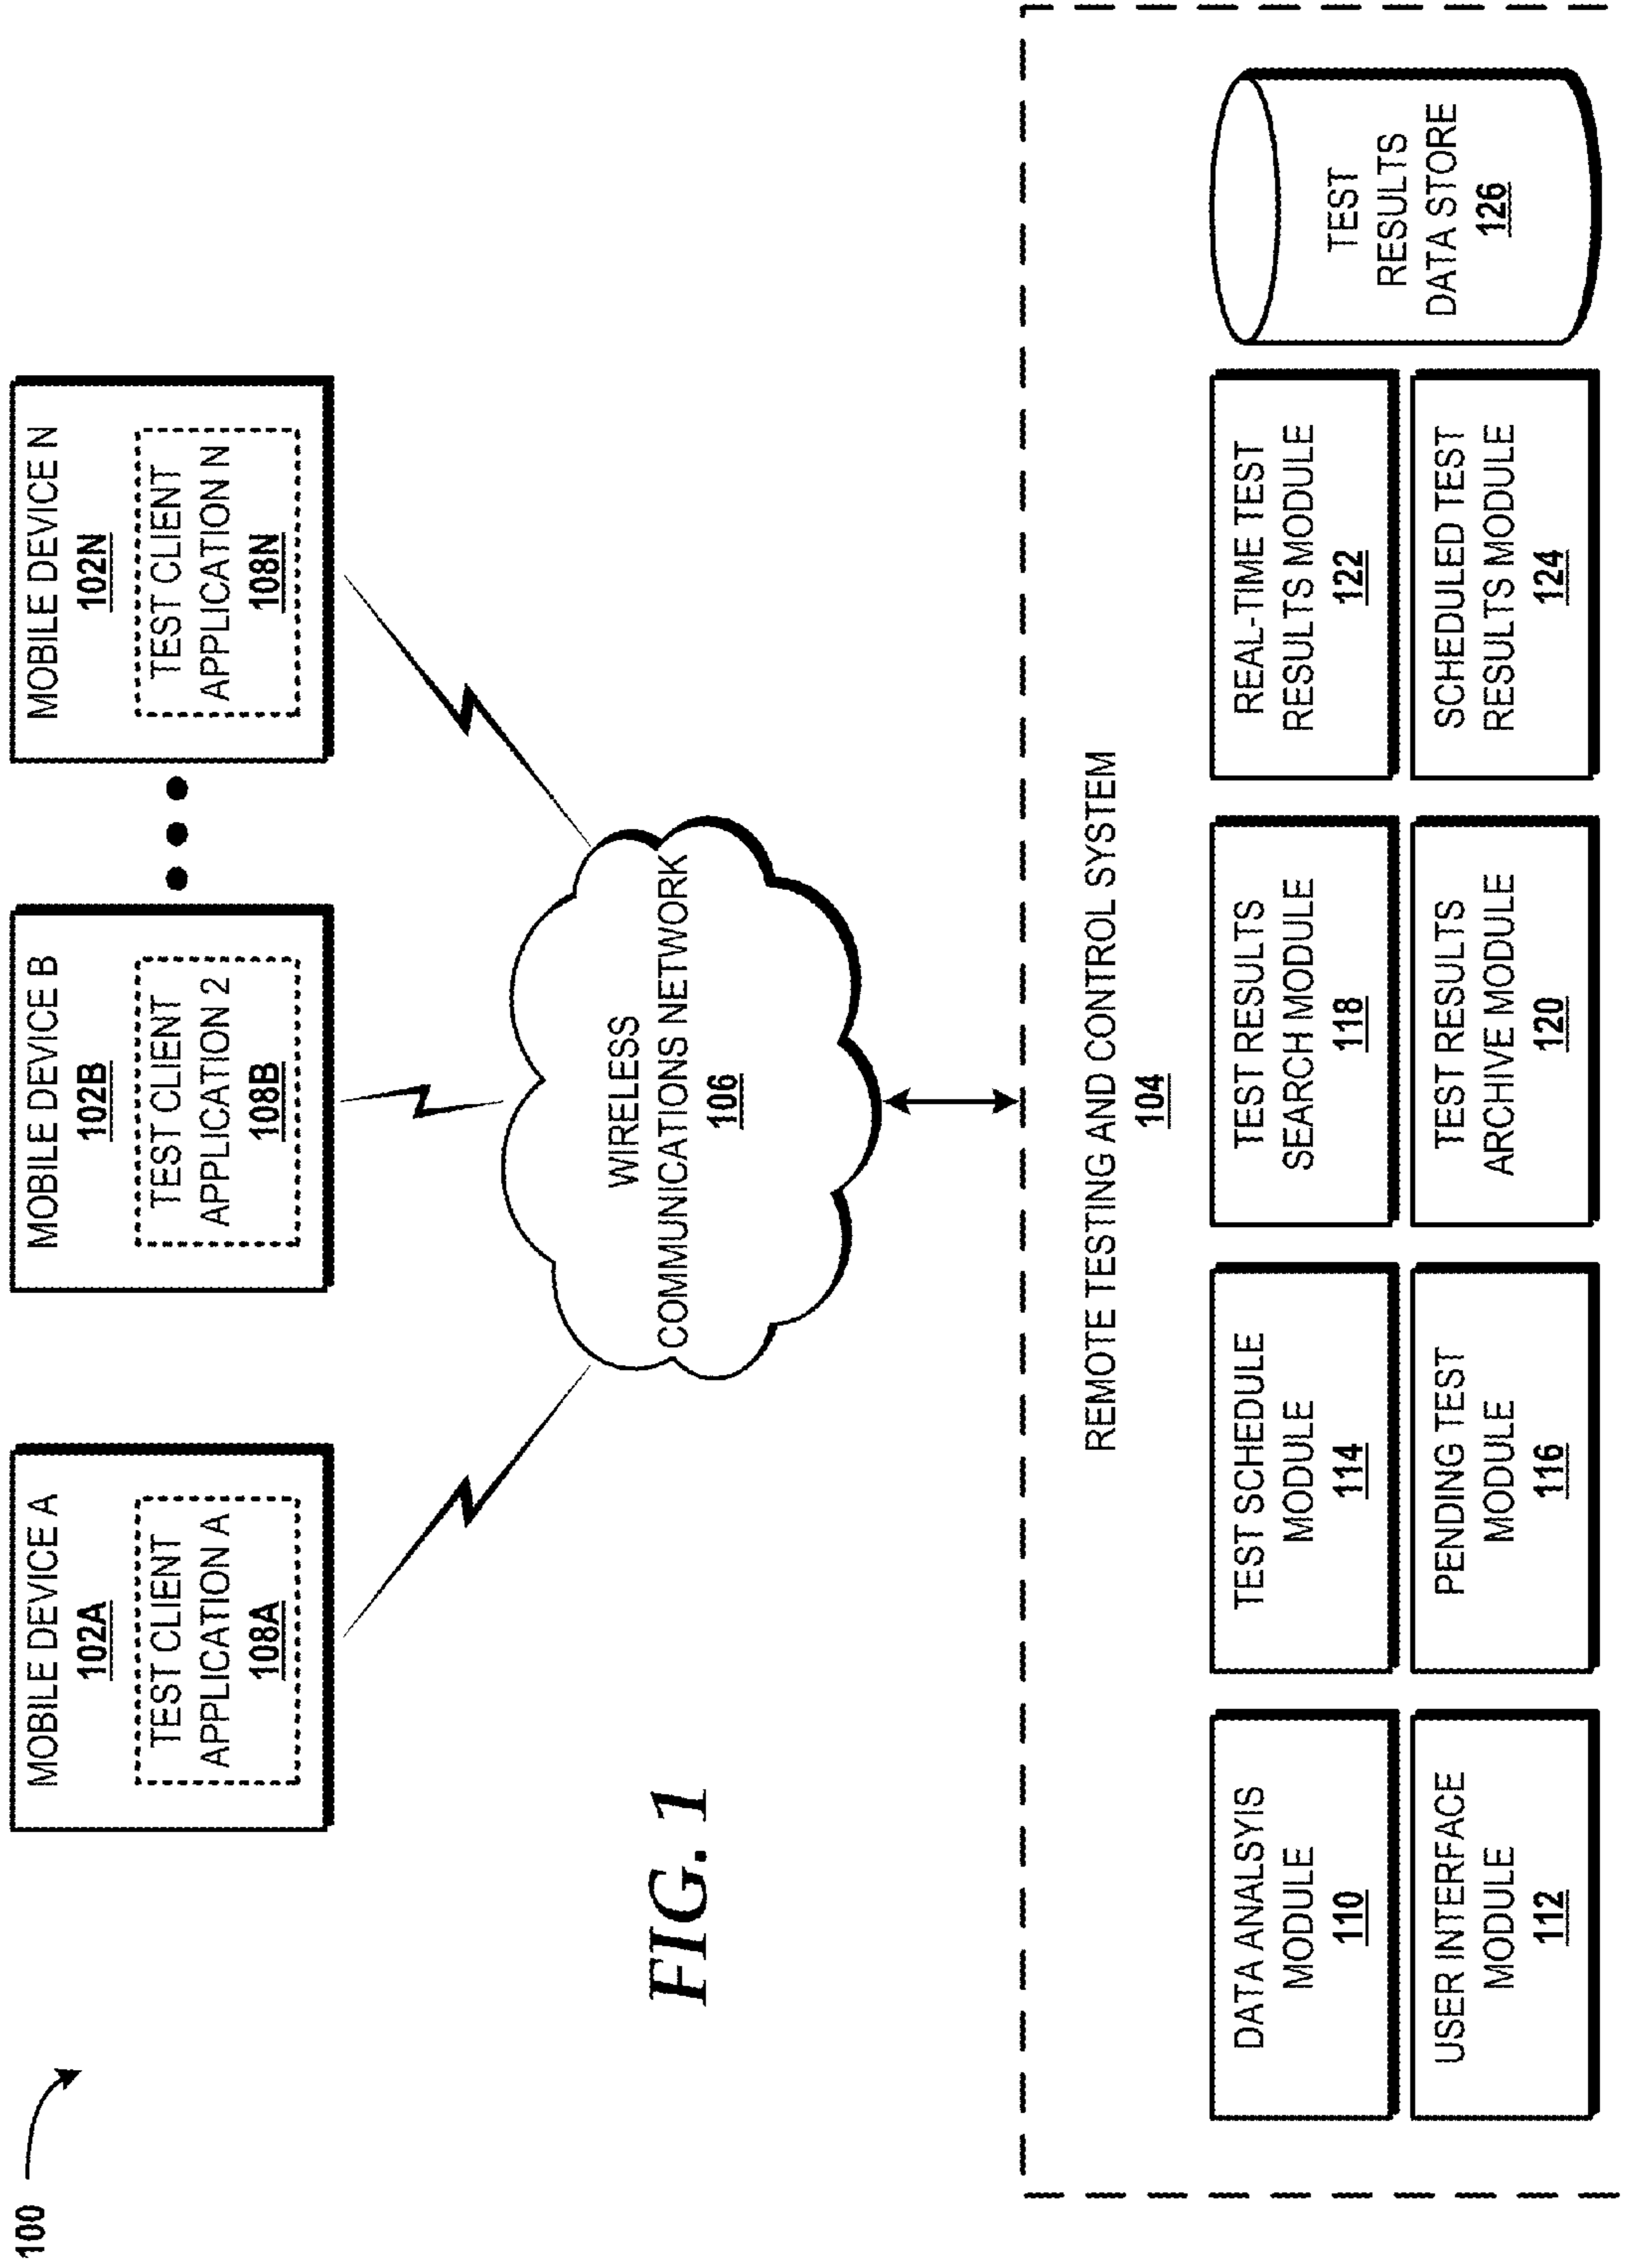 100
MOBILE DEVICE A
102A
TEST CLIENT
APPLICATION A
108A
MOBILE DEVICE B
102B
TEST CLIENT
APPLICATION 2
108B
MOBILE DEVICE N
102N
TEST CLIENT
APPLICATION N
108N
WIRELESS
COMMUNICATIONS NETWORK
106
FIG. 1
REMOTE TESTING AND CONTROL SYSTEM
104
DATA ANALSYIS
MODULE
110
TEST SCHEDULE
MODULE
114
TEST RESULTS
SEARCH MODULE
118
REAL-TIME TEST
RESULTS MODULE
122
USER INTERFACE
MODULE
112
PENDING TEST
MODULE
116
TEST RESULTS
ARCHIVE MODULE
120
SCHEDULED TEST
RESULTS MODULE
124
TEST
RESULTS
DATA STORE
126